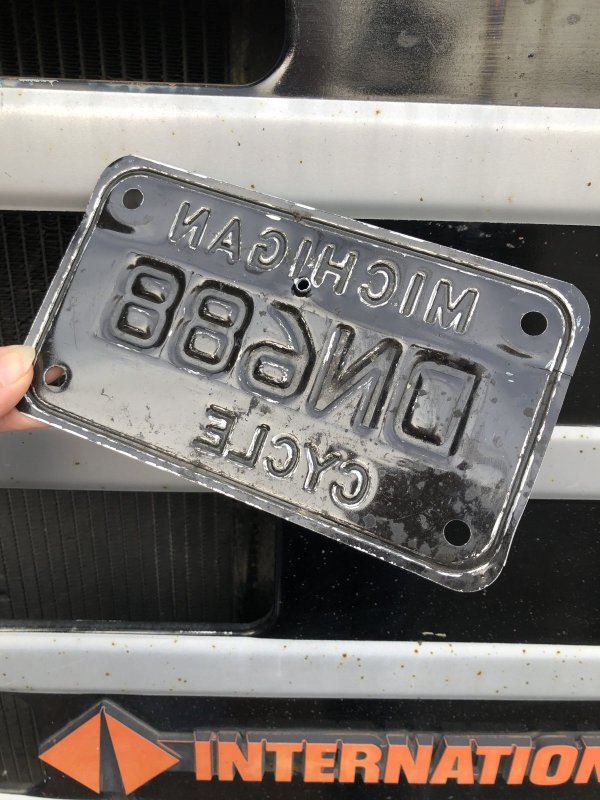 MICHIGAN
DN688
CYCLE
INTERNATION